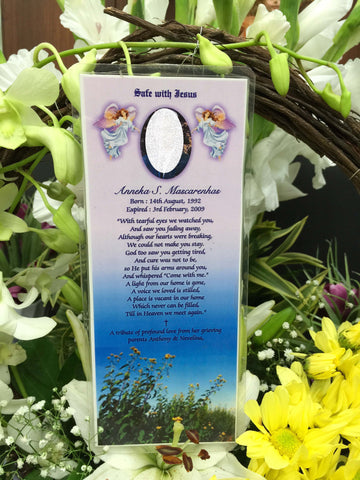 Safe with Jesus
Anneka S. Mascarenhas
Born : 14th August, 1992
Expired : 3rd February, 2009
"With tearful eyes we watched you,
And saw you fading away,
Although our hearts were breaking,
We could not make you stay.
God too saw you getting tired,
And cure was not to be,
so He put his arms around you,
And whispered "Come with me."
A light from our home is gone,
A voice we loved is stilled,
A place is vacant in our home
Which never can be filled,
Till in Heaven we meet again."
A tribute of profound love from her grieving
parents Anthony & Novelina,